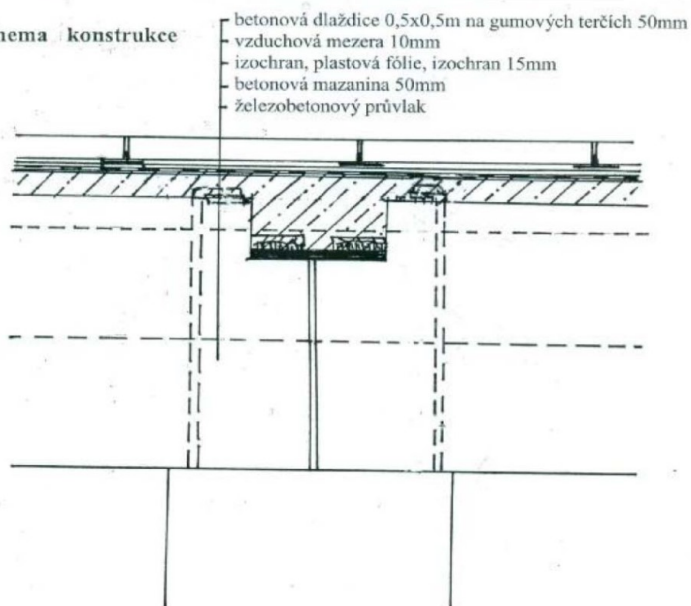 betonová dlaždice 0,5x0,5m na gumových terčích 50mm
konstrukce
vzduchová mezera 10mm
izochran, plastová fólie, izochran 15mm
betonová mazanina 50mm
železobetonový průvlak